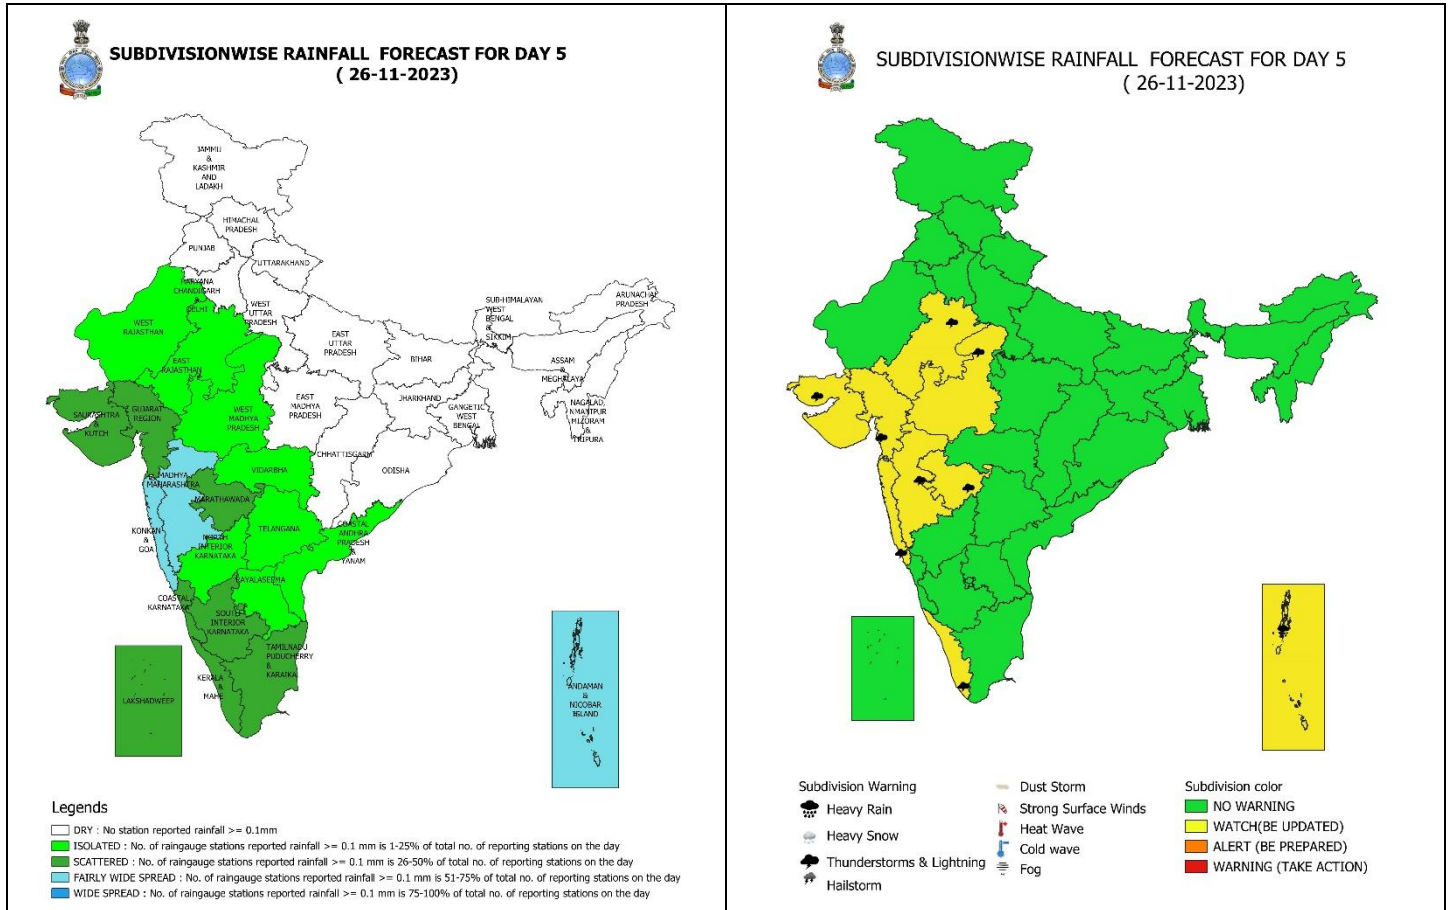 SUBDIVISIONWISE RAINFALL FORECAST FOR DAY 5
( 26-11-2023)
JAMMU
&
KASHMIR
AND
LADAKH
HIMACHAL
PRADESH
PUNJAB
UTTARAKHAND
HARYANA
CHANDIGARH
&
DELHI
WEST
UTTAR
PRADESH
SUB-HIMALAYAN
WEST
BENGAL
&
SIKKIM
ARUNACHAL
PRADESH
WEST
RAJASTHAN
EAST
UTTAR
PRADESH
BIHAR
ASSAM
&
MEGHALAYA
EAST
RAJASTHAN
EAST
MADHYA
PRADESH
JHARKHAND
GANGETIC
WEST
BENGAL
NAGALAD,
NMANIPUR
MIZORAM
&
TRIPURA
SAURASHTRA
&
KUTCH
GUJARAT
REGION
WEST
MADHYA
PRADESH
CHHATTISGARH
ODISHA
VIDARBHA
MADHYA
MAHARASHTRA
MARATHAWADA
KONKAN
&
GOA
NORTH
INTERIOR
KARNATAKA
TELANGANA
COASTAL
ANDHRA
PRADESH
&
YANAM
RAYALASEEMA
COASTAL
KARNATAKA
SOUTH
INTERIOR
KARNATAKA
TAMILNADU
PUDUCHERRY
&
KARAIKA
KERALA
&
MAHE
LAKSHADWEEP
ANDAMAN
&
NICOBAR
ISLAND
Legends
DRY : No station reported rainfall >= 0.1mm
ISOLATED : No. of raingauge stations reported rainfall >= 0.1 mm is 1-25% of total no. of reporting stations on the day
SCATTERED : No. of raingauge stations reported rainfall >= 0.1 mm is 26-50% of total no. of reporting stations on the day
FAIRLY WIDE SPREAD : No. of raingauge stations reported rainfall >= 0.1 mm is 51-75% of total no. of reporting stations on the day
WIDE SPREAD : No. of raingauge stations reported rainfall >= 0.1 mm is 75-100% of total no. of reporting stations on the day
SUBDIVISIONWISE RAINFALL FORECAST FOR DAY 5
( 26-11-2023)
Subdivision Warning
Heavy Rain
Heavy Snow
Thunderstorms & Lightning
Hailstorm
Dust Storm
Strong Surface Winds
Heat Wave
Cold wave
Fog
Subdivision color
NO WARNING
WATCH(BE UPDATED)
ALERT (BE PREPARED)
WARNING (TAKE ACTION)